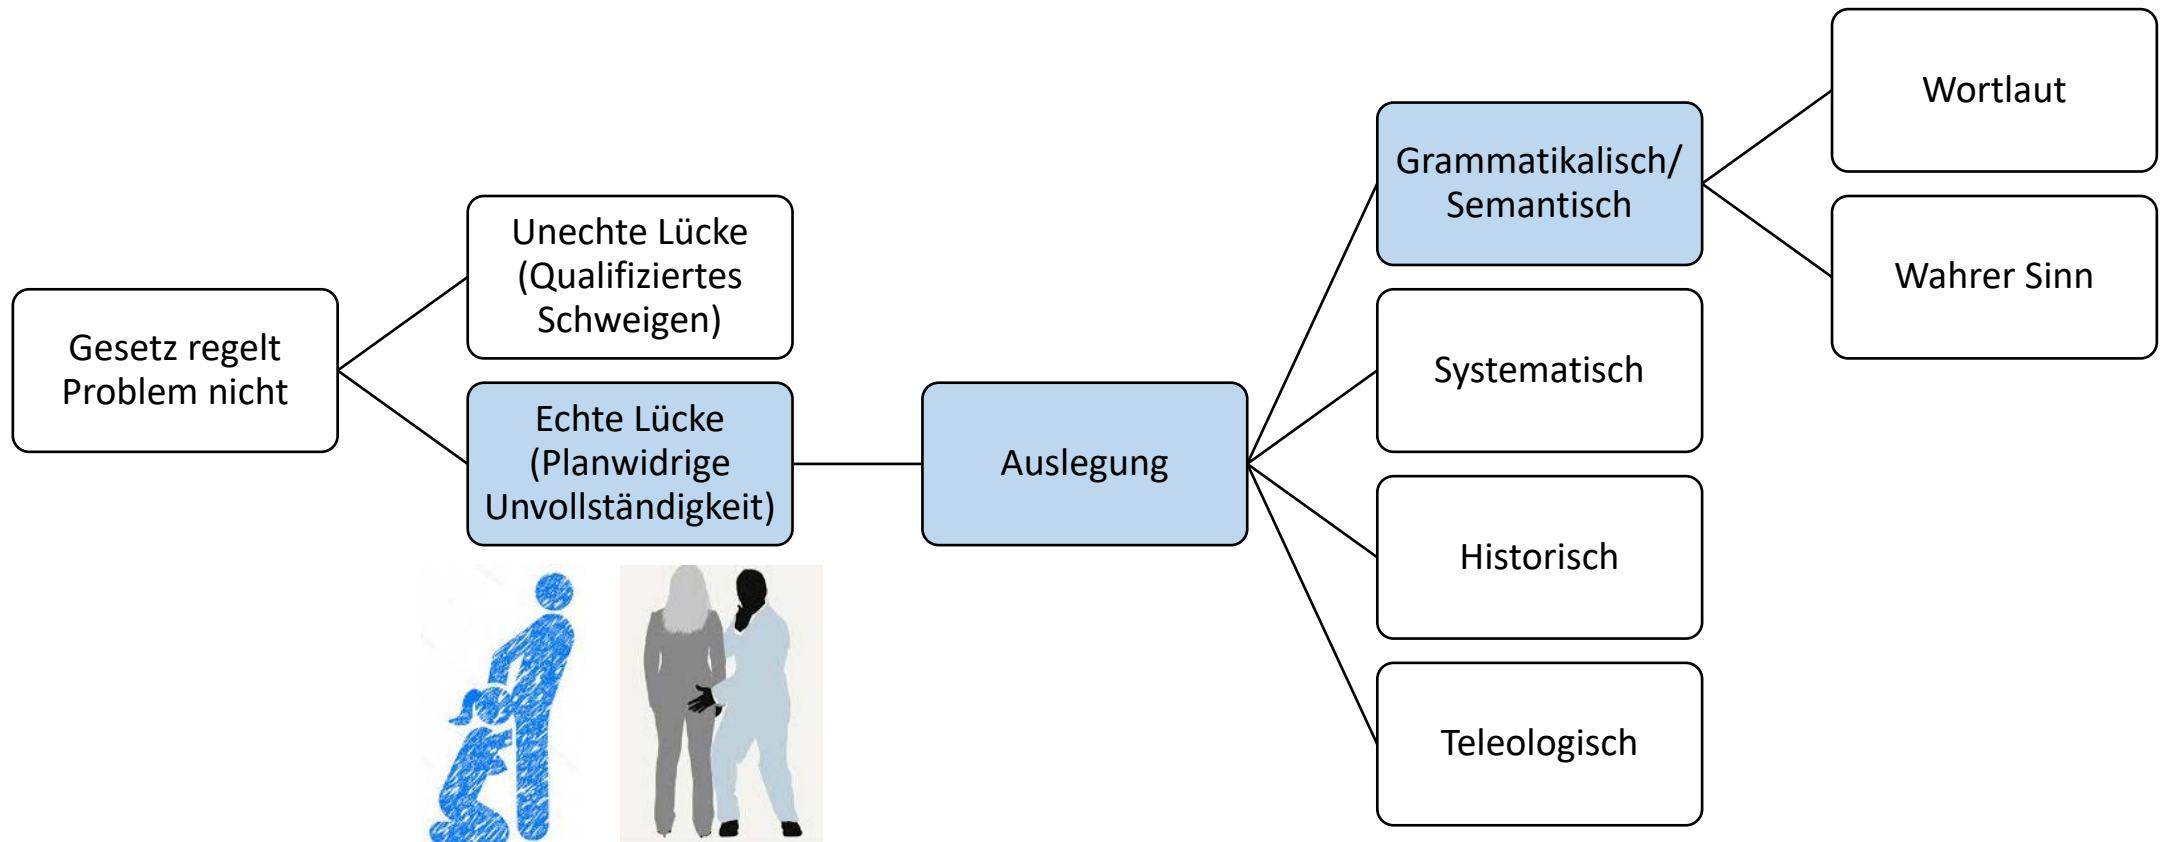 Gesetz regelt
Problem nicht
Unechte Lücke
(Qualifiziertes
Schweigen)
Echte Lücke
(Planwidrige
Unvollständigkeit)
Auslegung
Grammatikalisch/
Semantisch
Systematisch
Historisch
Teleologisch
Wortlaut
Wahrer Sinn